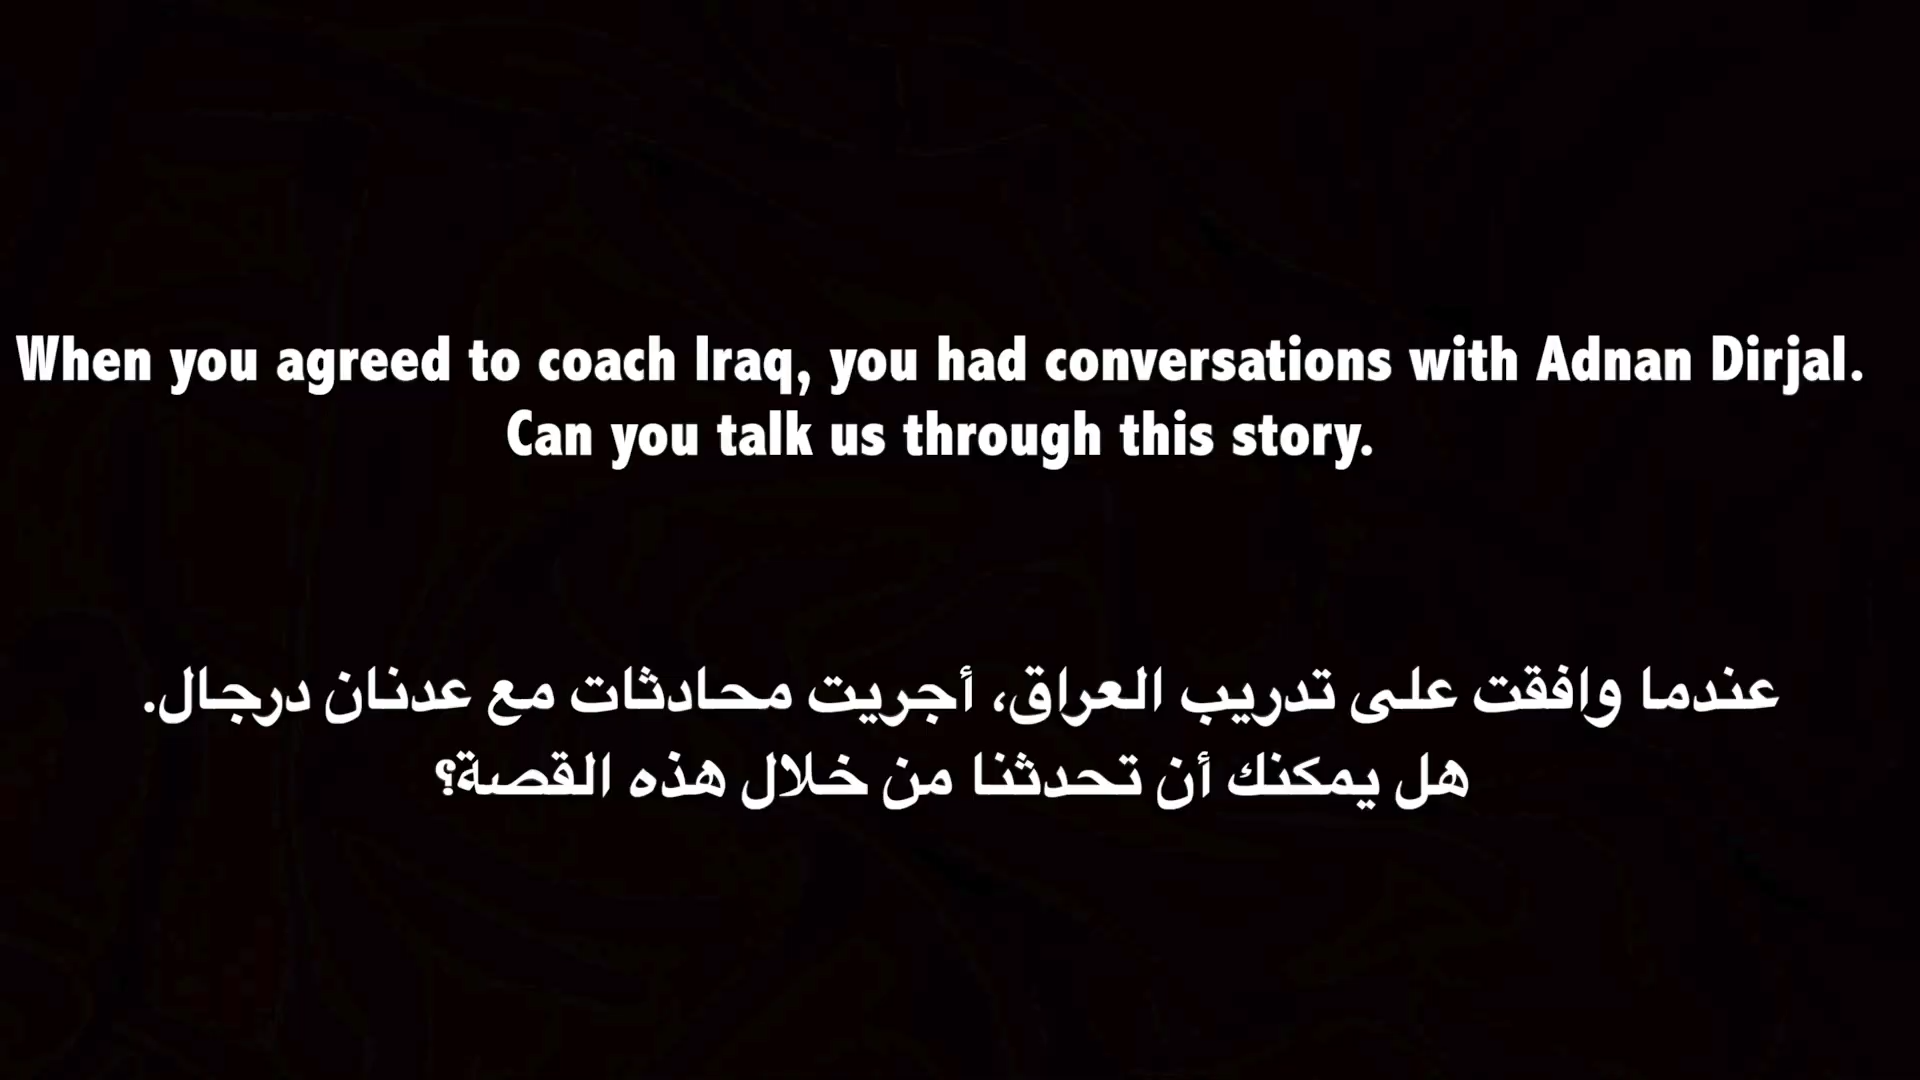 When you agreed to coach Iraq, you had conversations with Adnan Dirjal.
Can you talk us through this story.
عندما وافقت على تدريب العراق، أجريت محادثات مع عدنان درجال.
هل يمكنك أن تحدثنا من خلال هذه القصة؟